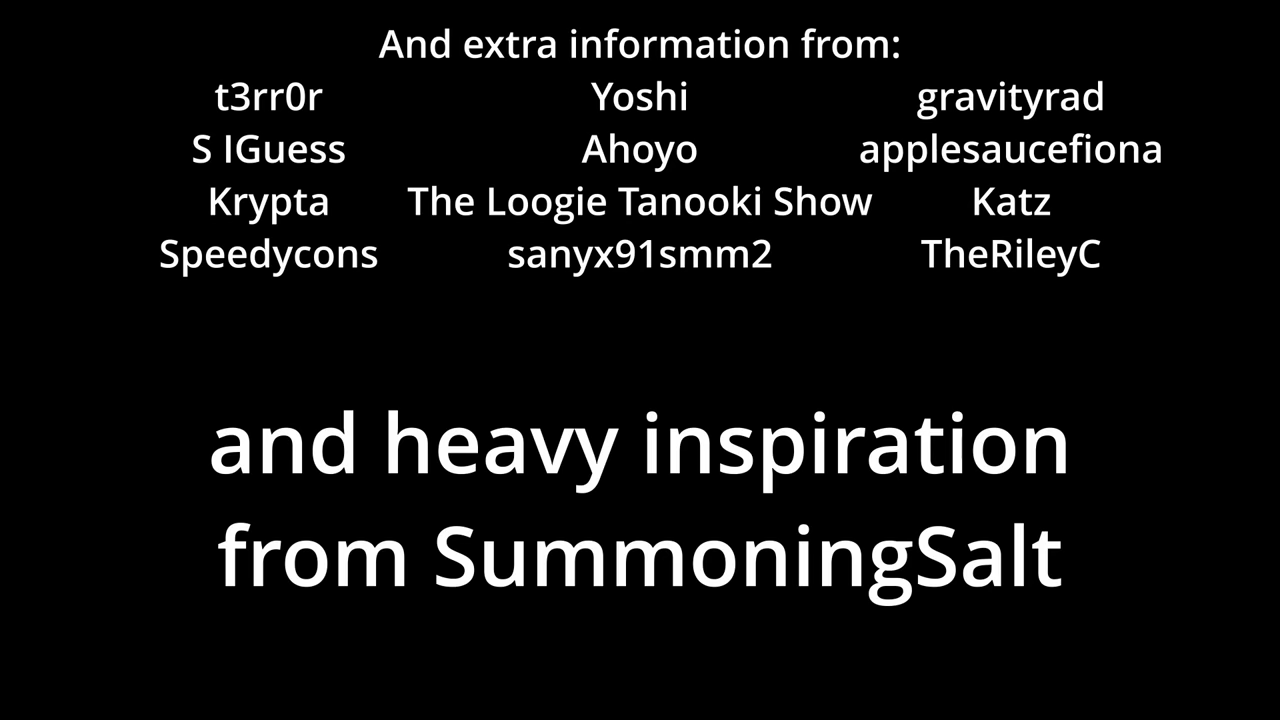 And extra information from:
t3rr0r Yoshi gravityrad
S IGuess Ahoyo applesaucefiona
Krypta The Loogie Tanooki Show Katz
Speedycons sanyx91smm2 TheRileyC
and heavy inspiration
from SummoningSalt